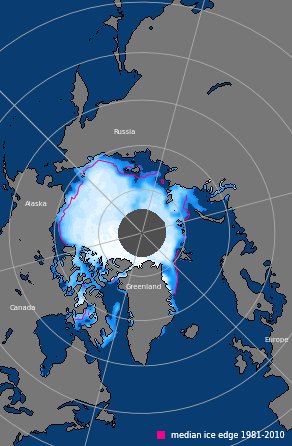 Russia
Alaska
Greenland
Canada
Europe
median ice edge 1981-2010